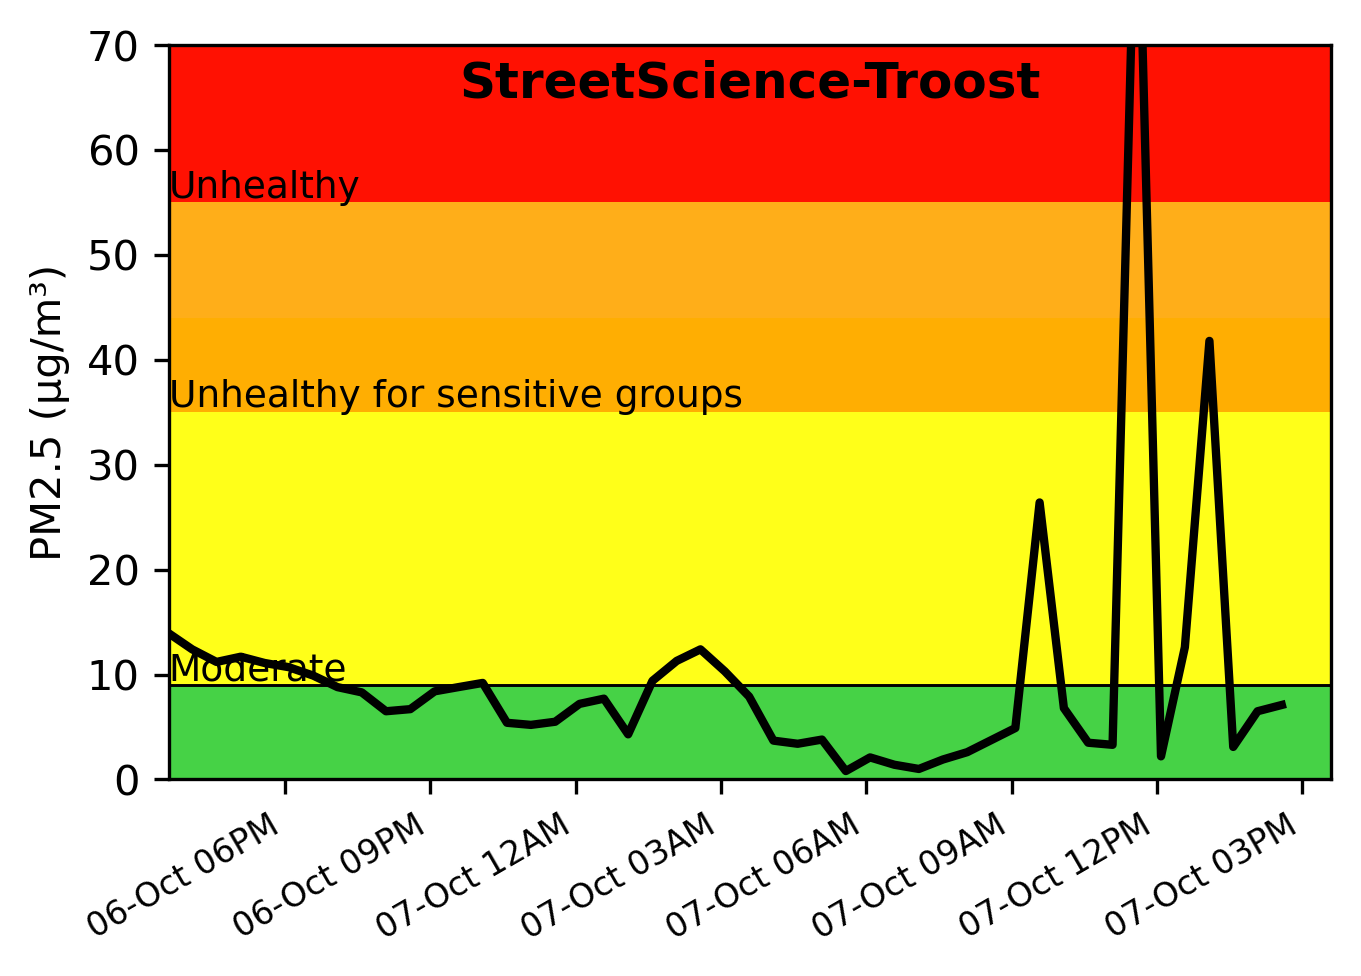 StreetScience-Troost
PM2.5 (µg/m³)
70
60
50
40
30
20
10
0
Unhealthy
Unhealthy for sensitive groups
Moderate
06-Oct 06PM
06-Oct 09PM
07-Oct 12AM
07-Oct 03AM
07-Oct 06AM
07-Oct 09AM
07-Oct 12PM
07-Oct 03PM